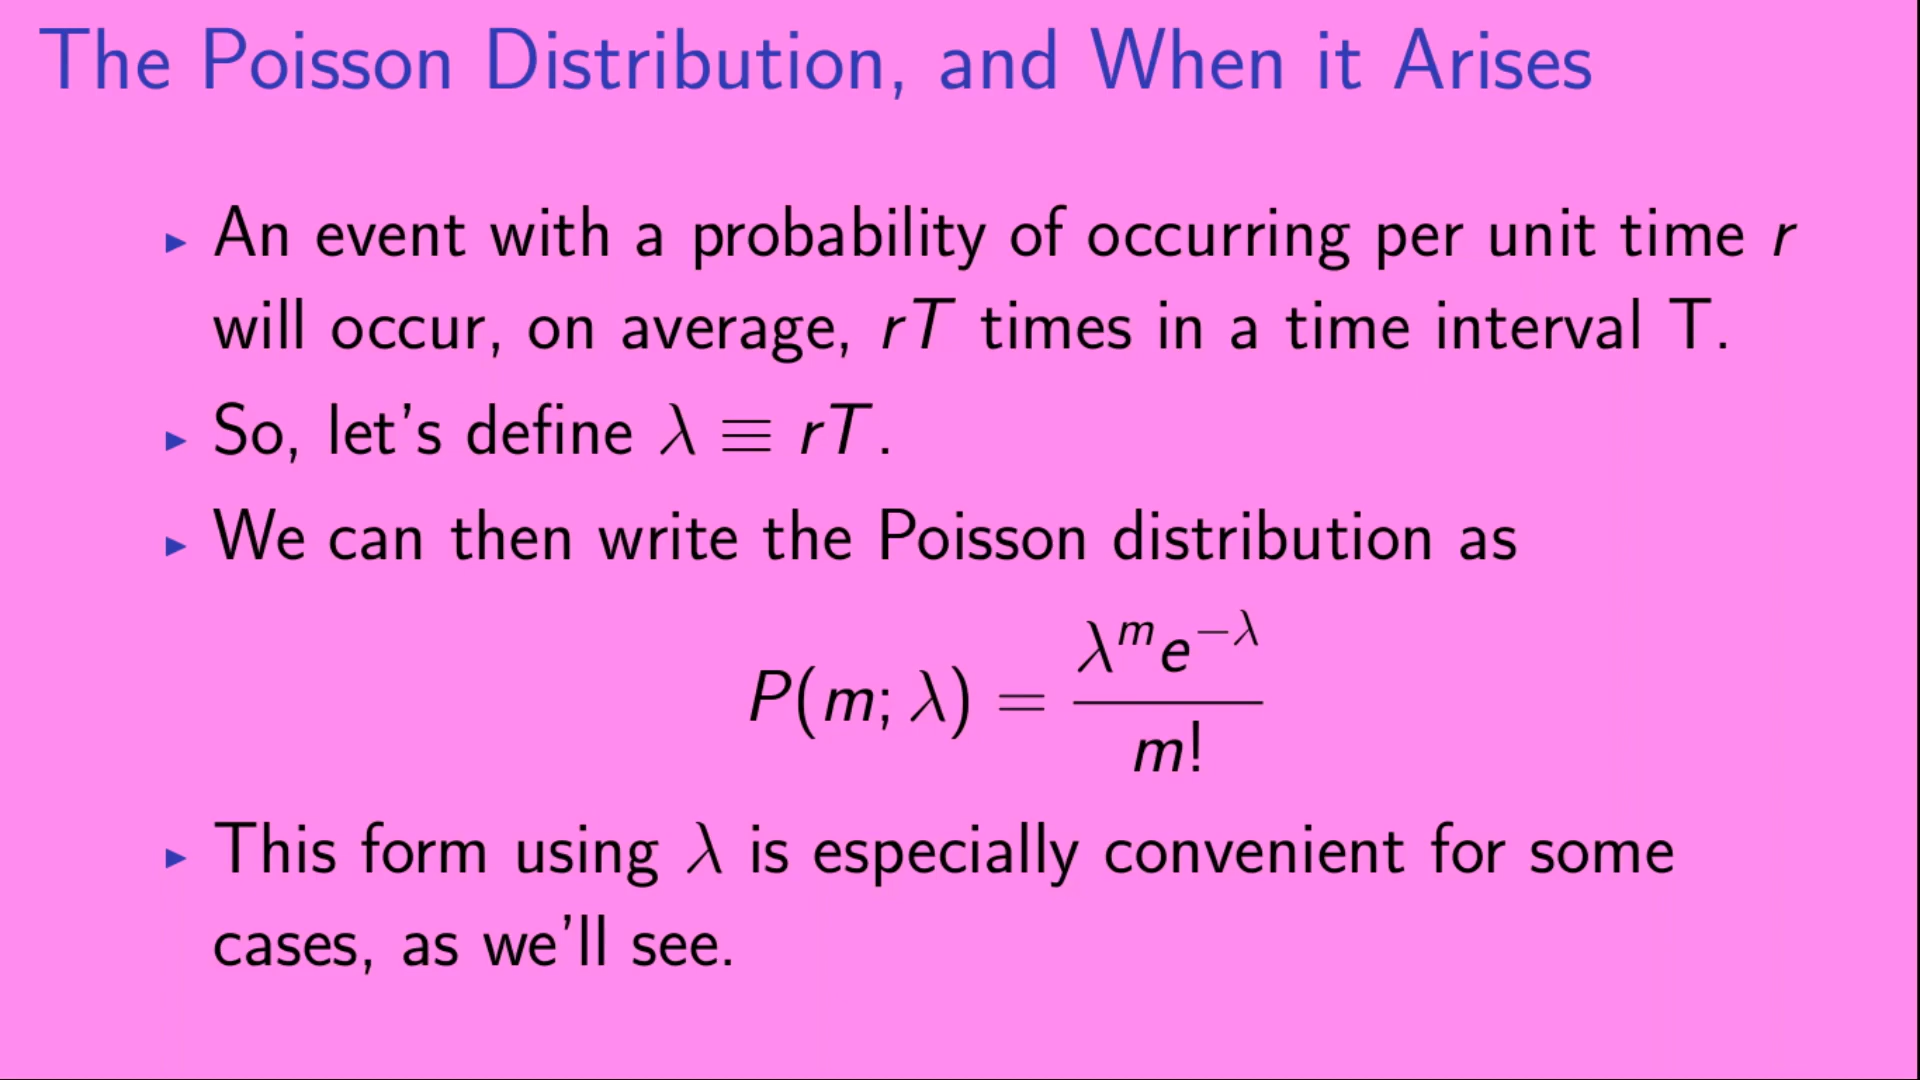 The Poisson Distribution, and When it Arises
▸ An event with a probability of occurring per unit time r
will occur, on average, rT times in a time interval T.
▸ So, let's define λ ≡ rT.
▸ We can then write the Poisson distribution as
P(m; λ) = \frac{λ^m e^{−λ}}{m!}
▸ This form using λ is especially convenient for some
cases, as we'll see.